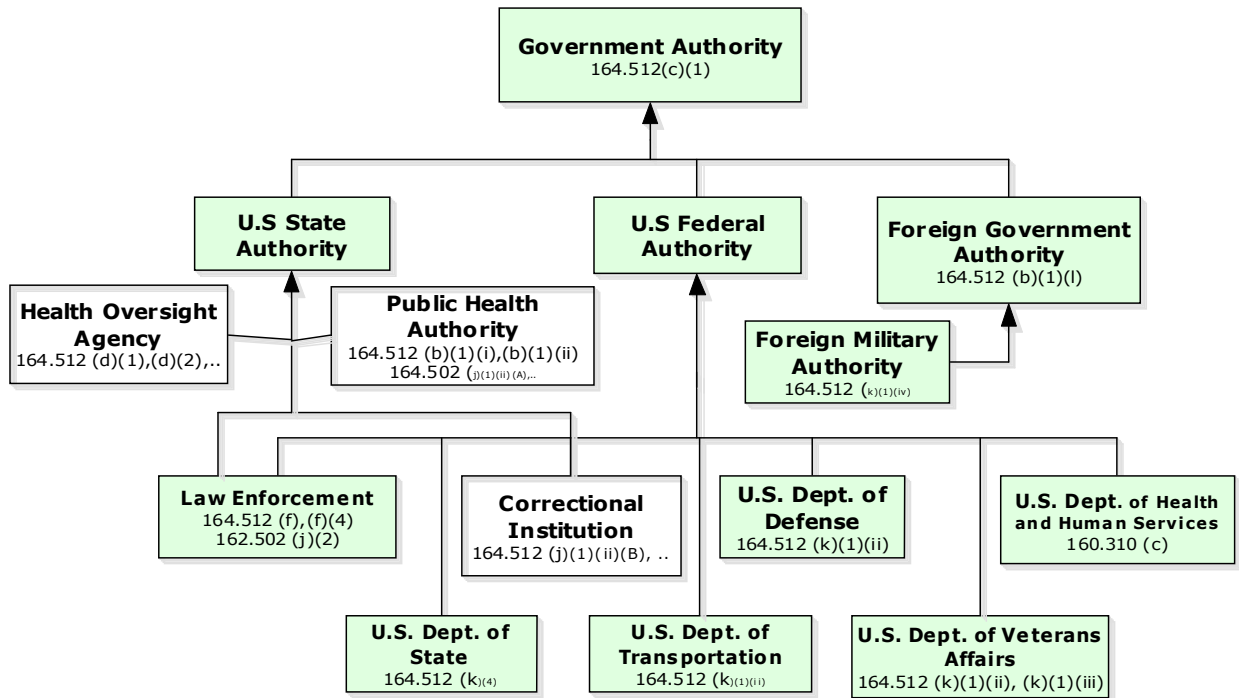 Government Authority
164.512(c)(1)
U.S State
Authority
U.S Federal
Authority
Foreign Government
Authority
164.512 (b)(1)(l)
Health Oversight
Agency
164.512 (d)(1),(d)(2),..
Public Health
Authority
164.512 (b)(1)(i),(b)(1)(ii)
164.502 (j)(1)(ii)(A),..
Foreign Military
Authority
164.512 (k)(1)(iv)
Law Enforcement
164.512 (f),(f)(4)
162.502 (j)(2)
Correctional
Institution
164.512 (j)(1)(ii)(B), ..
U.S. Dept. of
Defense
164.512 (k)(1)(ii)
U.S. Dept. of Health
and Human Services
160.310 (c)
U.S. Dept. of
State
164.512 (k)(4)
U.S. Dept. of
Transportation
164.512 (k)(1)(ii)
U.S. Dept. of Veterans
Affairs
164.512 (k)(1)(ii), (k)(1)(iii)